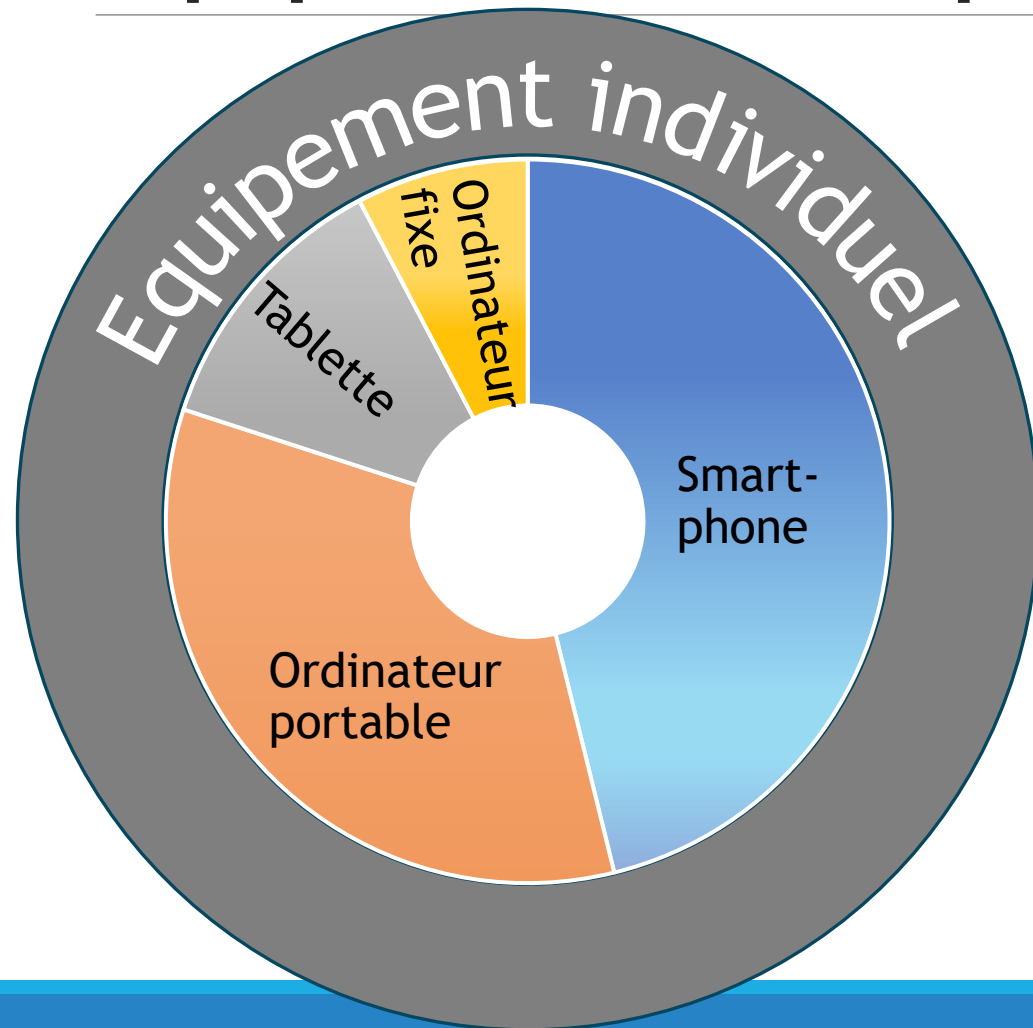 Equipement individuel
Ordinateur
fixe
Tablette
Smart-
phone
Ordinateur
portable